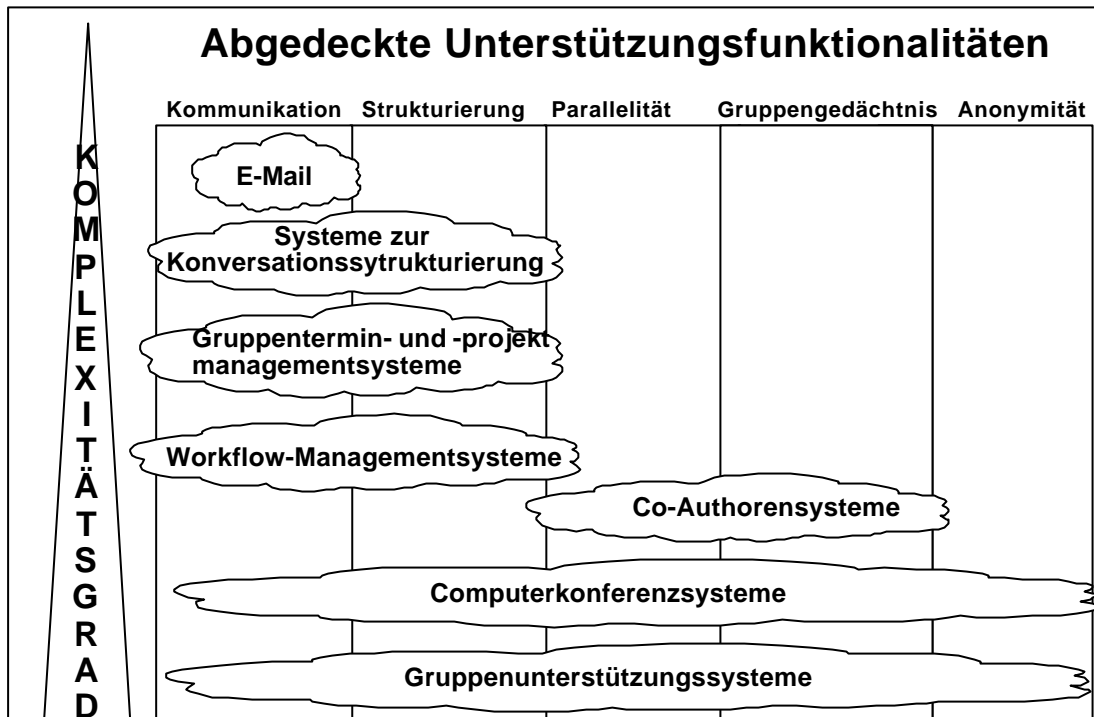 Abgedeckte Unterstützungsfunktionalitäten
Kommunikation Strukturierung Parallelität Gruppengedächtnis Anonymität
KOMPLEXITÄTSGRAD
E-Mail
Systeme zur
Konversationssytrukturierung
Gruppentermin- und -projekt
managementsysteme
Workflow-Managementsysteme
Co-Authorensysteme
Computerkonferenzsysteme
Gruppenunterstützungssysteme